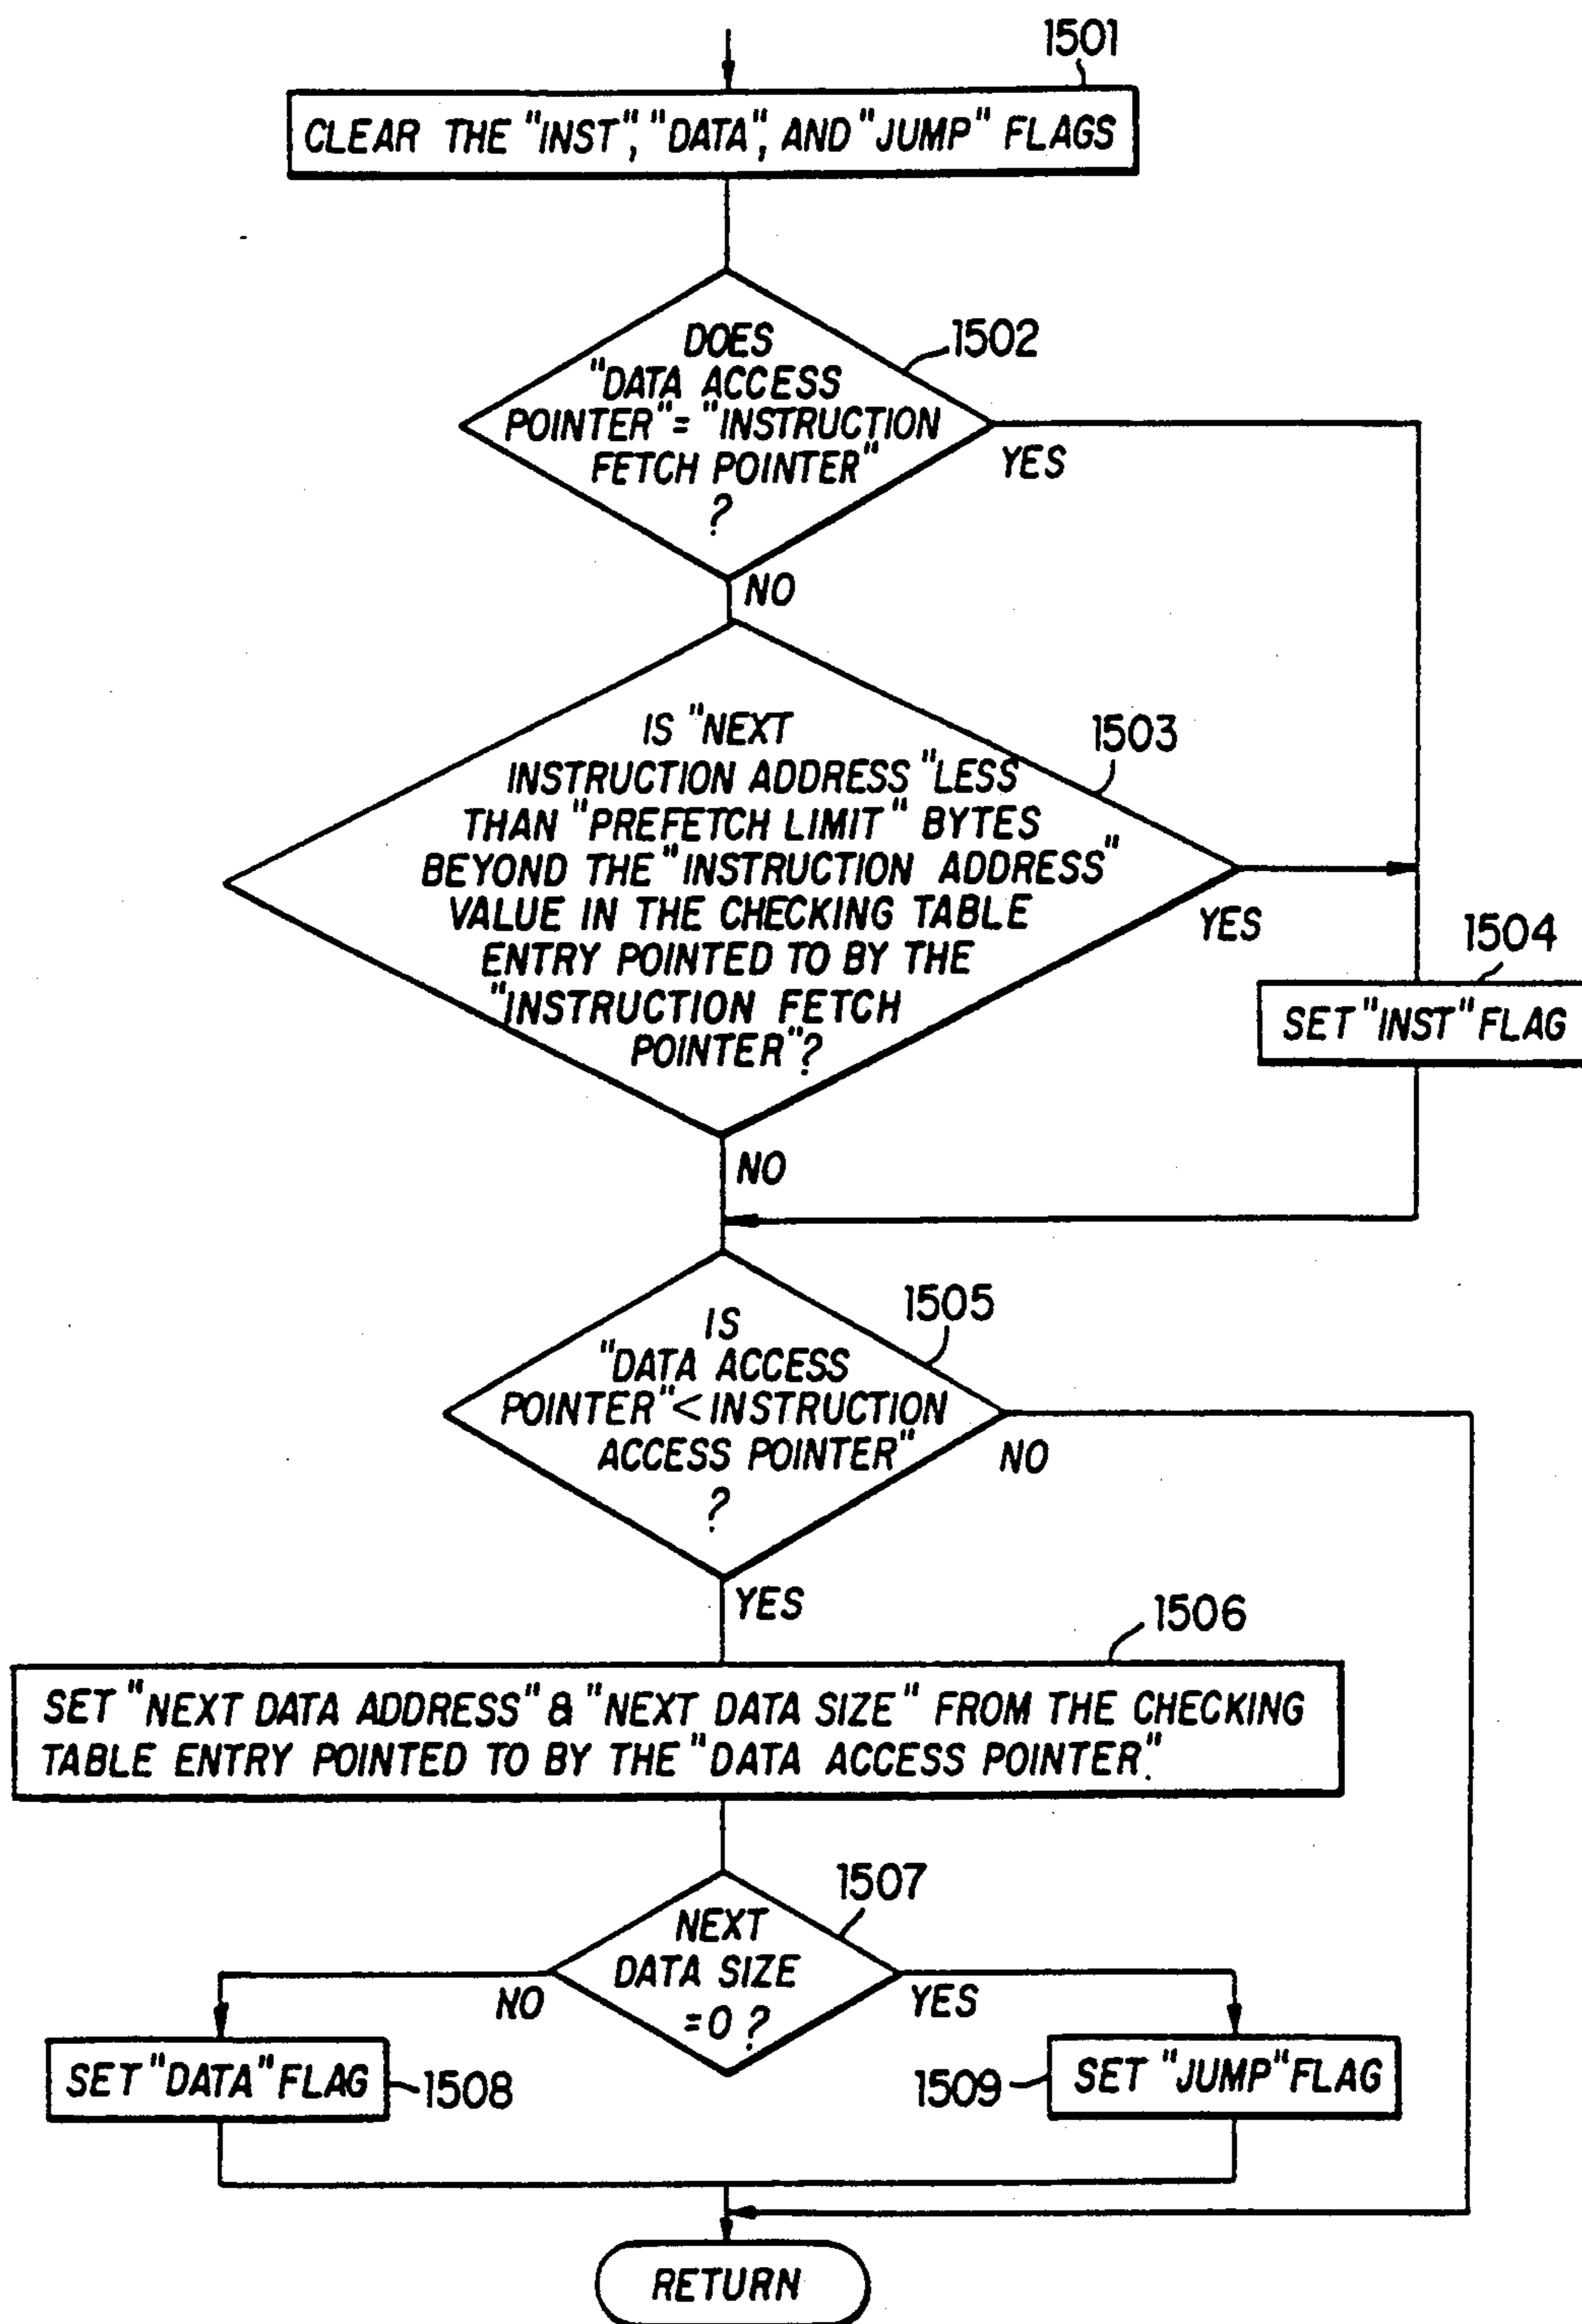 1501
CLEAR THE "INST", "DATA", AND "JUMP" FLAGS
1502
DOES
"DATA ACCESS
POINTER" = "INSTRUCTION
FETCH POINTER"
?
YES
NO
1503
IS "NEXT
INSTRUCTION ADDRESS "LESS
THAN "PREFETCH LIMIT" BYTES
BEYOND THE "INSTRUCTION ADDRESS"
VALUE IN THE CHECKING TABLE
ENTRY POINTED TO BY THE
"INSTRUCTION FETCH
POINTER"?
YES
1504
SET "INST" FLAG
NO
1505
IS
"DATA ACCESS
POINTER" < INSTRUCTION
ACCESS POINTER"
?
NO
YES
1506
SET "NEXT DATA ADDRESS" & "NEXT DATA SIZE" FROM THE CHECKING
TABLE ENTRY POINTED TO BY THE "DATA ACCESS POINTER".
1507
NEXT
DATA SIZE
=0 ?
NO
YES
SET "DATA" FLAG
1508
1509
SET "JUMP" FLAG
RETURN